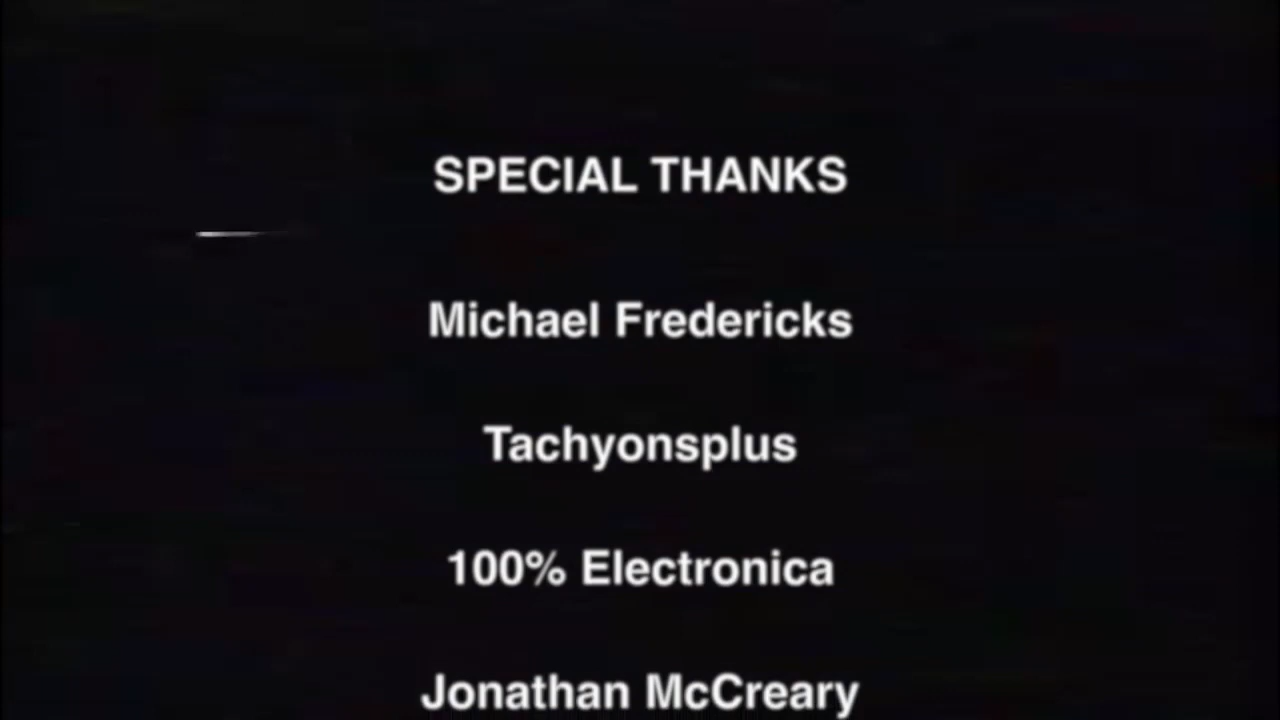 SPECIAL THANKS
Michael Fredericks
Tachyonsplus
100% Electronica
Jonathan McCreary